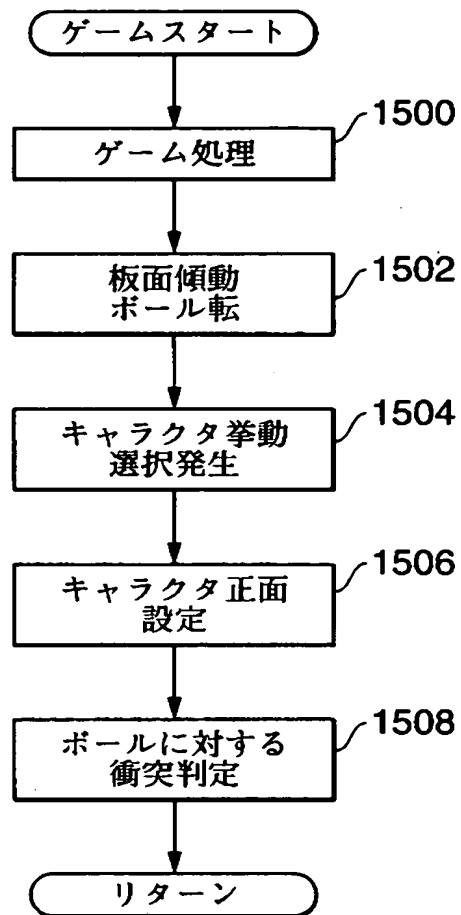 ゲームスタート
1500
ゲーム処理
1502
板面傾動
ボール転
1504
キャラクタ挙動
選択発生
1506
キャラクタ正面
設定
1508
ボールに対する
衝突判定
リターン